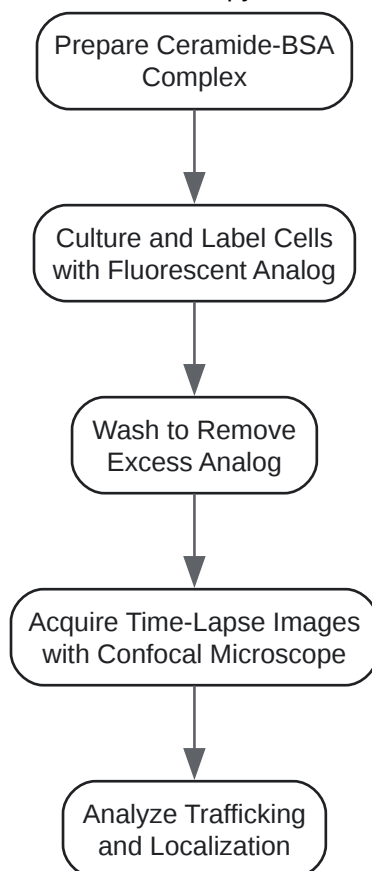 Prepare Ceramide-BSA
Complex
Culture and Label Cells
with Fluorescent Analog
Wash to Remove
Excess Analog
Acquire Time-Lapse Images
with Confocal Microscope
Analyze Trafficking
and Localization